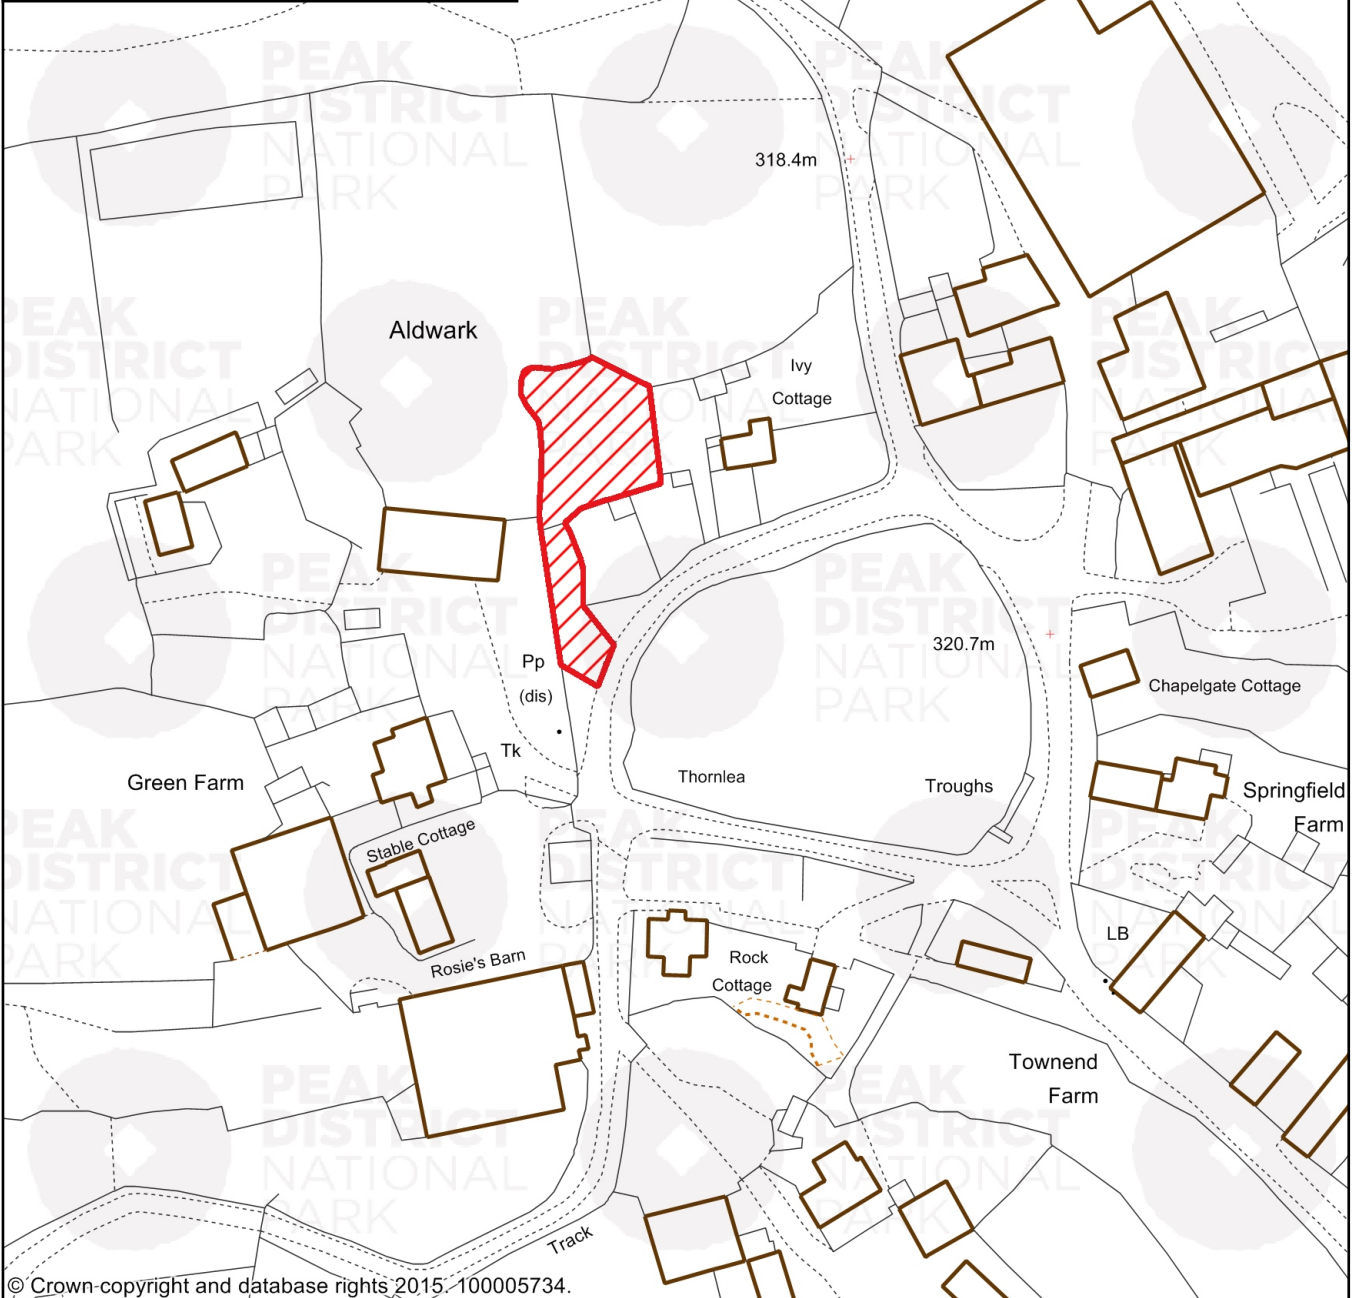 318.4m
Aldwark
Ivy
Cottage
Pp
(dis)
Tk
320.7m
Chapelgate Cottage
Green Farm
Thornlea
Troughs
Springfield
Farm
Stable Cottage
LB
Rosie's Barn
Rock
Cottage
Townend
Farm
Track
© Crown copyright and database rights 2015. 100005734.
PEAK
DISTRICT
NATIONAL
PARK